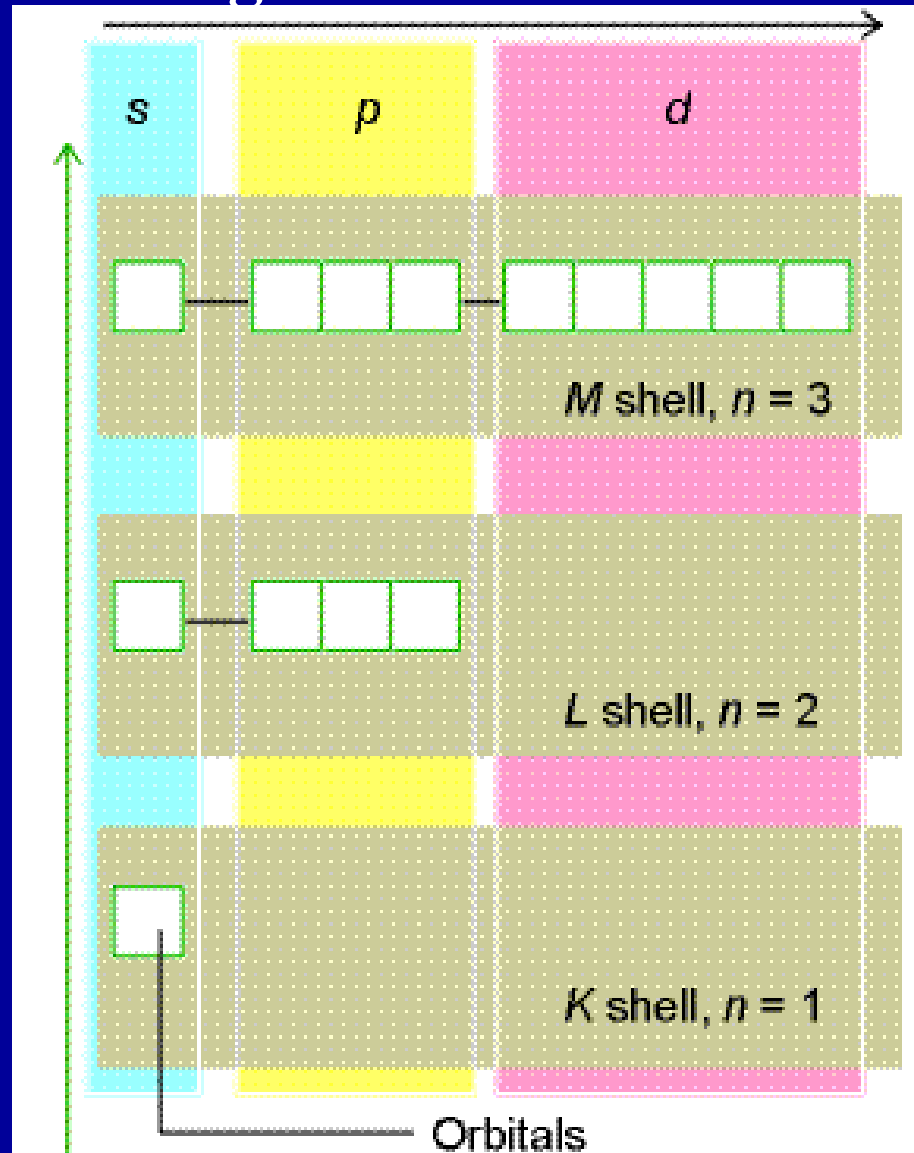 s p d
M shell, n = 3
L shell, n = 2
K shell, n = 1
Orbitals